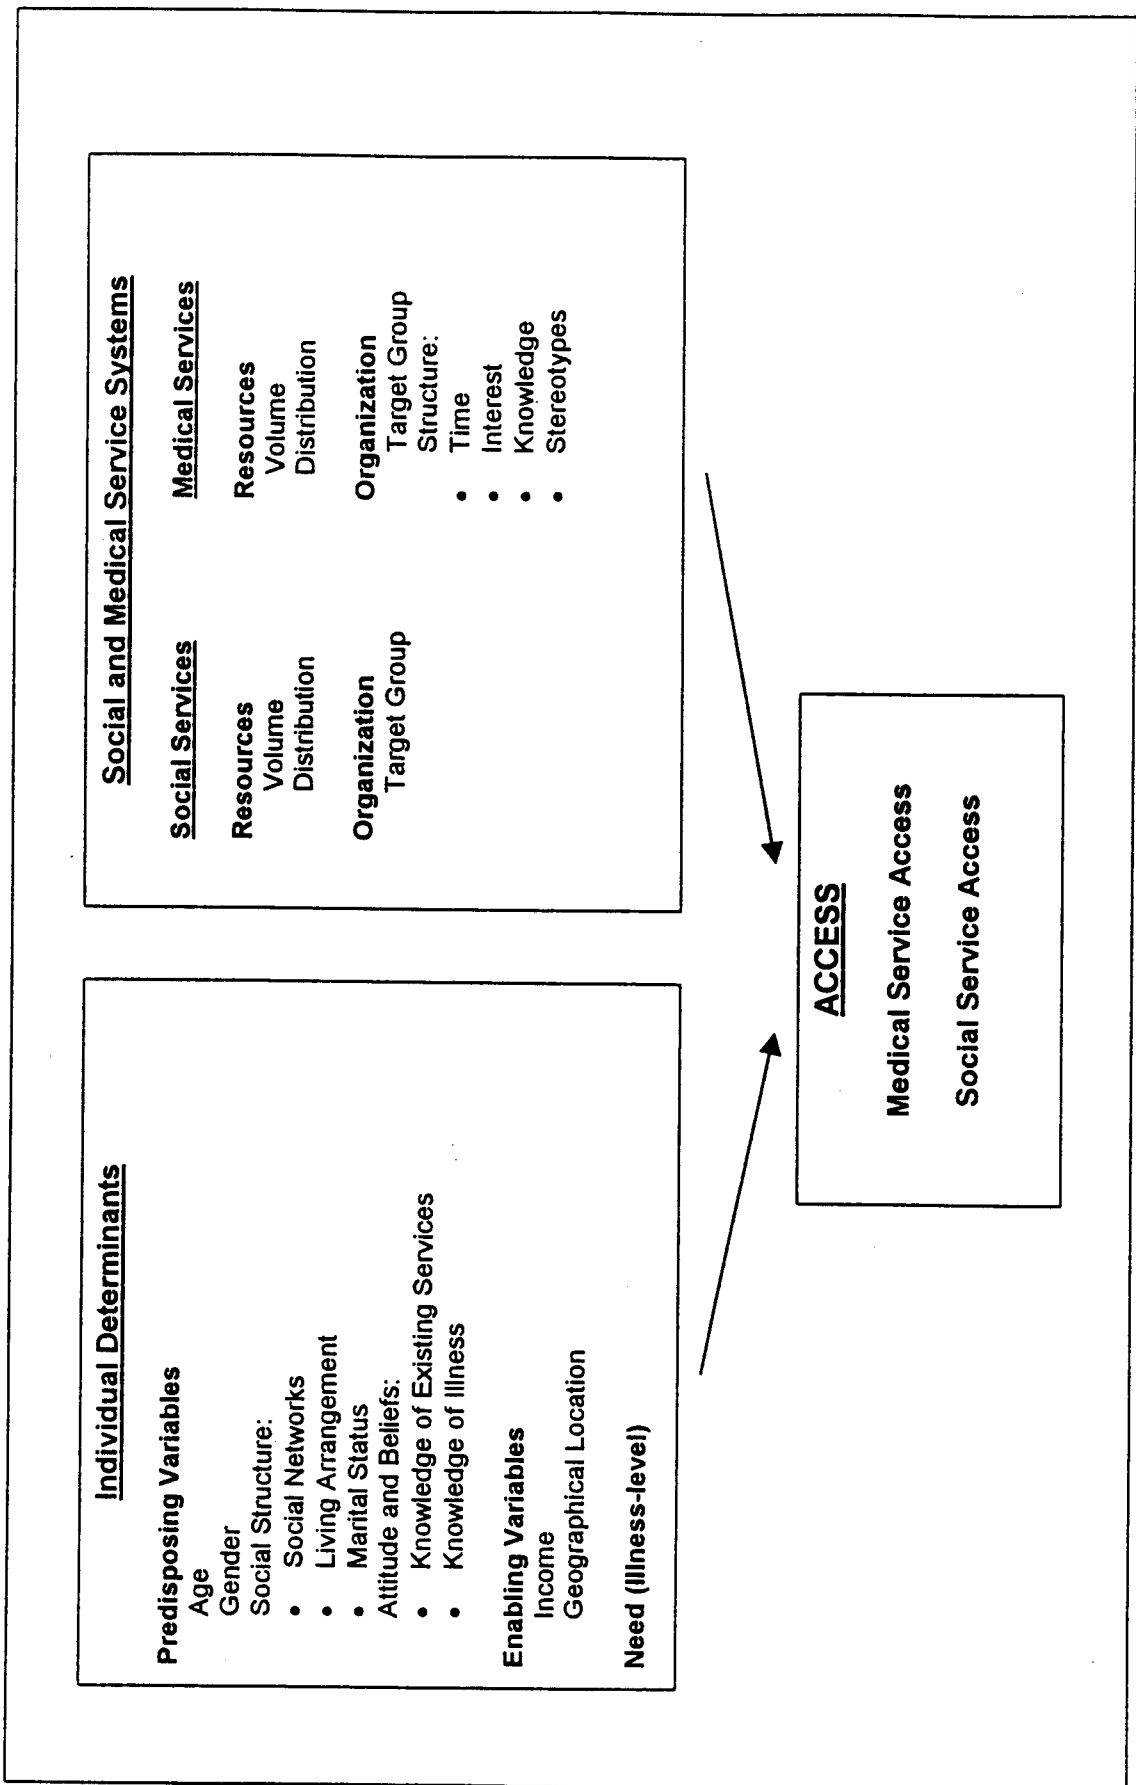 Individual Determinants
Predisposing Variables
Age
Gender
Social Structure:
• Social Networks
• Living Arrangement
• Marital Status
Attitude and Beliefs:
• Knowledge of Existing Services
• Knowledge of Illness
Enabling Variables
Income
Geographical Location
Need (Illness-level)
Social and Medical Service Systems
Social Services
Resources
Volume
Distribution
Organization
Target Group
Medical Services
Resources
Volume
Distribution
Organization
Target Group
Structure:
• Time
• Interest
• Knowledge
• Stereotypes
ACCESS
Medical Service Access
Social Service Access